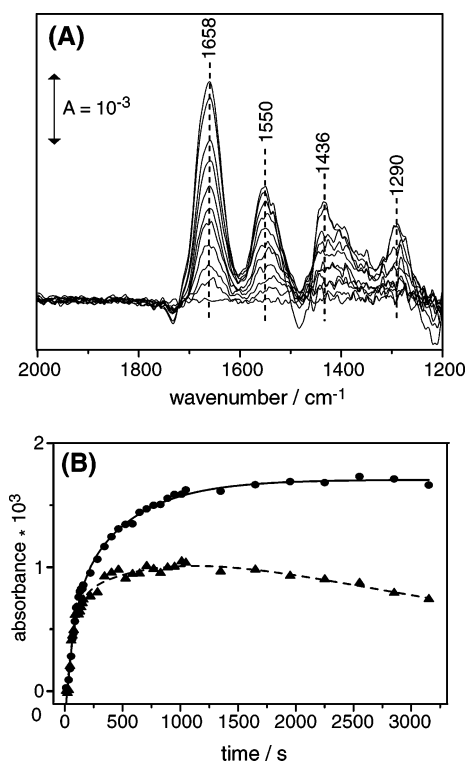 (A)
1658
1550
1436
1290
A = 10-3
2000 1800 1600 1400 1200
wavenumber / cm-1
(B)
2
1
0
0
absorbance * 103
0 500 1000 1500 2000 2500 3000
time / s